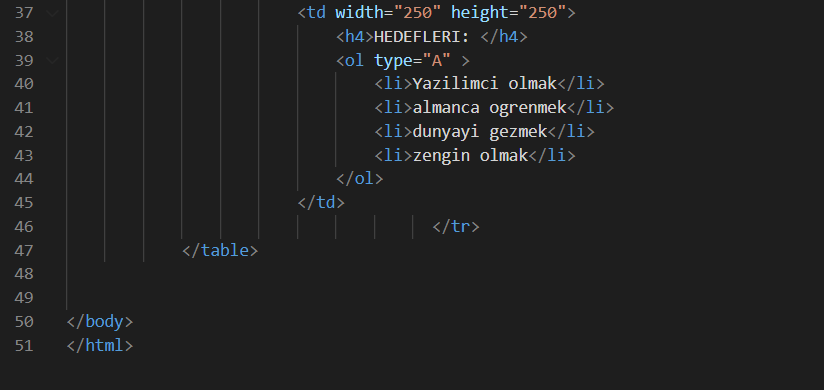 37 <td width="250" height="250">
38 <h4>HEDEFLERI: </h4>
39 <ol type="A" >
40 <li>Yazilimci olmak</li>
41 <li>almanca ogrenmek</li>
42 <li>dunyayi gezmek</li>
43 <li>zengin olmak</li>
44 </ol>
45 </td>
46 </tr>
47 </table>
48
49
50 </body>
51 </html>